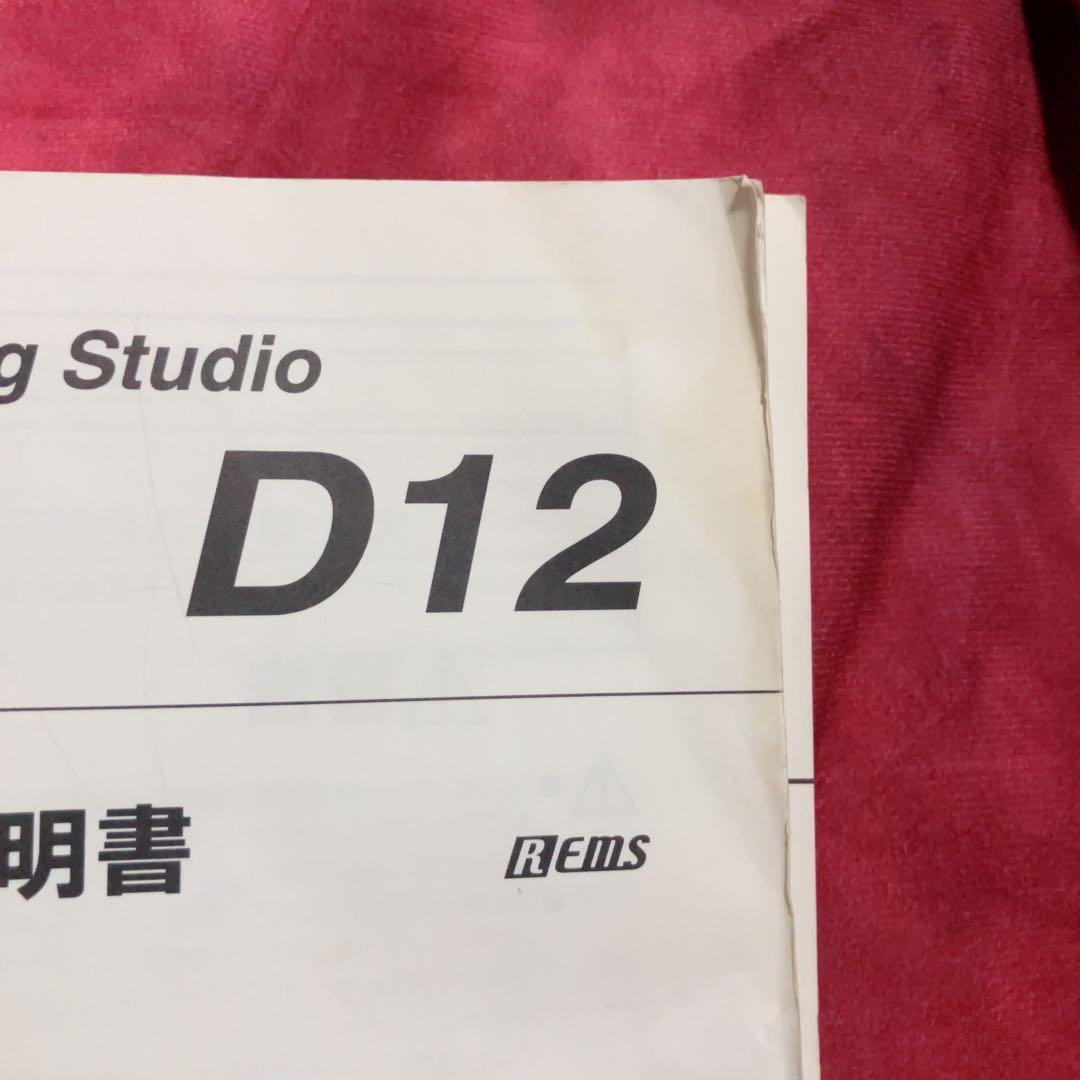 g Studio
D12
明書
REMS